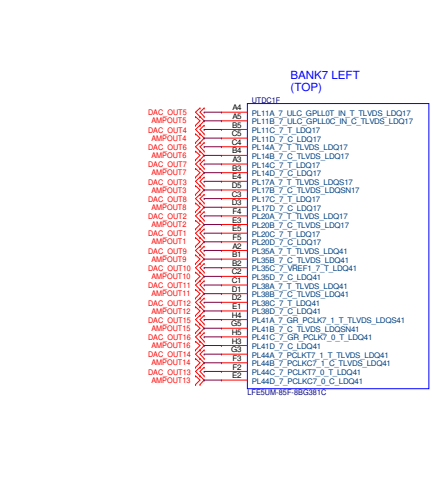 BANK7 LEFT
(TOP)
UTDC1F
DAC_OUT5 A4 PL11A_7_ULC_GPLL0T_IN_T_TLVDS_LDQ17
AMPOUT5 A5 PL11B_7_ULC_GPLL0C_IN_C_TLVDS_LDQ17
DAC_OUT4 B5 PL11C_7_T_LDQ17
AMPOUT4 C5 PL11D_7_C_LDQ17
DAC_OUT6 C4 PL14A_7_T_TLVDS_LDQ17
AMPOUT6 B4 PL14B_7_C_TLVDS_LDQ17
DAC_OUT7 A3 PL14C_7_T_LDQ17
AMPOUT7 B3 PL14D_7_C_LDQ17
DAC_OUT3 E4 PL17A_7_T_TLVDS_LDQS17
AMPOUT3 D5 PL17B_7_C_TLVDS_LDQSN17
DAC_OUT8 C3 PL17C_7_T_LDQ17
AMPOUT8 D3 PL17D_7_C_LDQ17
DAC_OUT2 F4 PL20A_7_T_TLVDS_LDQ17
AMPOUT2 E3 PL20B_7_C_TLVDS_LDQ17
DAC_OUT1 E5 PL20C_7_T_LDQ17
AMPOUT1 F5 PL20D_7_C_LDQ17
DAC_OUT9 A2 PL35A_7_T_TLVDS_LDQ41
AMPOUT9 B1 PL35B_7_C_TLVDS_LDQ41
DAC_OUT10 B2 PL35C_7_VREF1_7_T_LDQ41
AMPOUT10 C2 PL35D_7_C_LDQ41
DAC_OUT11 C1 PL38A_7_T_TLVDS_LDQ41
AMPOUT11 D1 PL38B_7_C_TLVDS_LDQ41
DAC_OUT12 D2 PL38C_7_T_LDQ41
AMPOUT12 E1 PL38D_7_C_LDQ41
DAC_OUT15 H4 PL41A_7_GR_PCLK7_1_T_TLVDS_LDQS41
AMPOUT15 G5 PL41B_7_C_TLVDS_LDQSN41
DAC_OUT16 H5 PL41C_7_GR_PCLK7_0_T_LDQ41
AMPOUT16 H3 PL41D_7_C_LDQ41
DAC_OUT14 G3 PL44A_7_PCLKT7_1_T_TLVDS_LDQ41
AMPOUT14 F3 PL44B_7_PCLKC7_1_C_TLVDS_LDQ41
DAC_OUT13 F2 PL44C_7_PCLKT7_0_T_LDQ41
AMPOUT13 E2 PL44D_7_PCLKC7_0_C_LDQ41
LFE5UM-85F-8BG381C